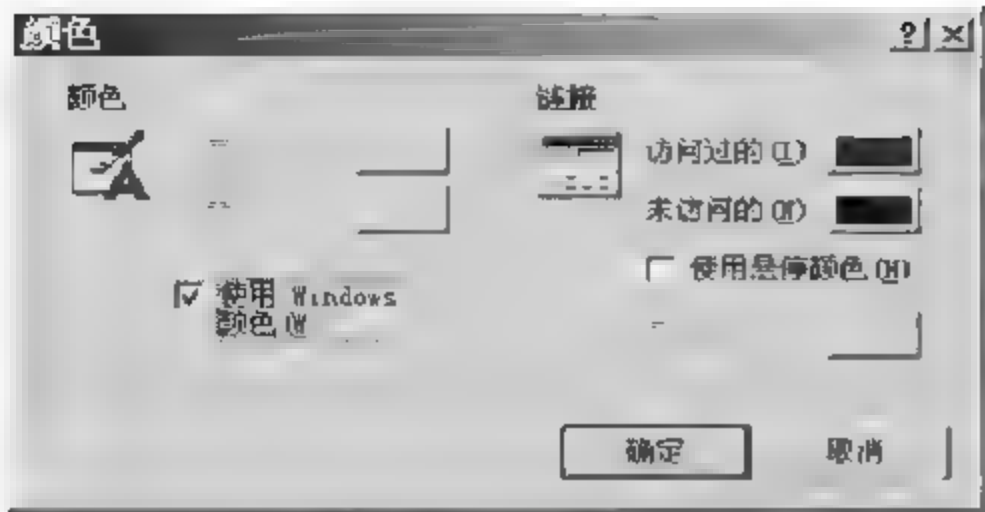 颜色
颜色
链接
访问过的(I)
未访问的(N)
使用悬停颜色(H)
使用 Windows
颜色(W
确定
取消